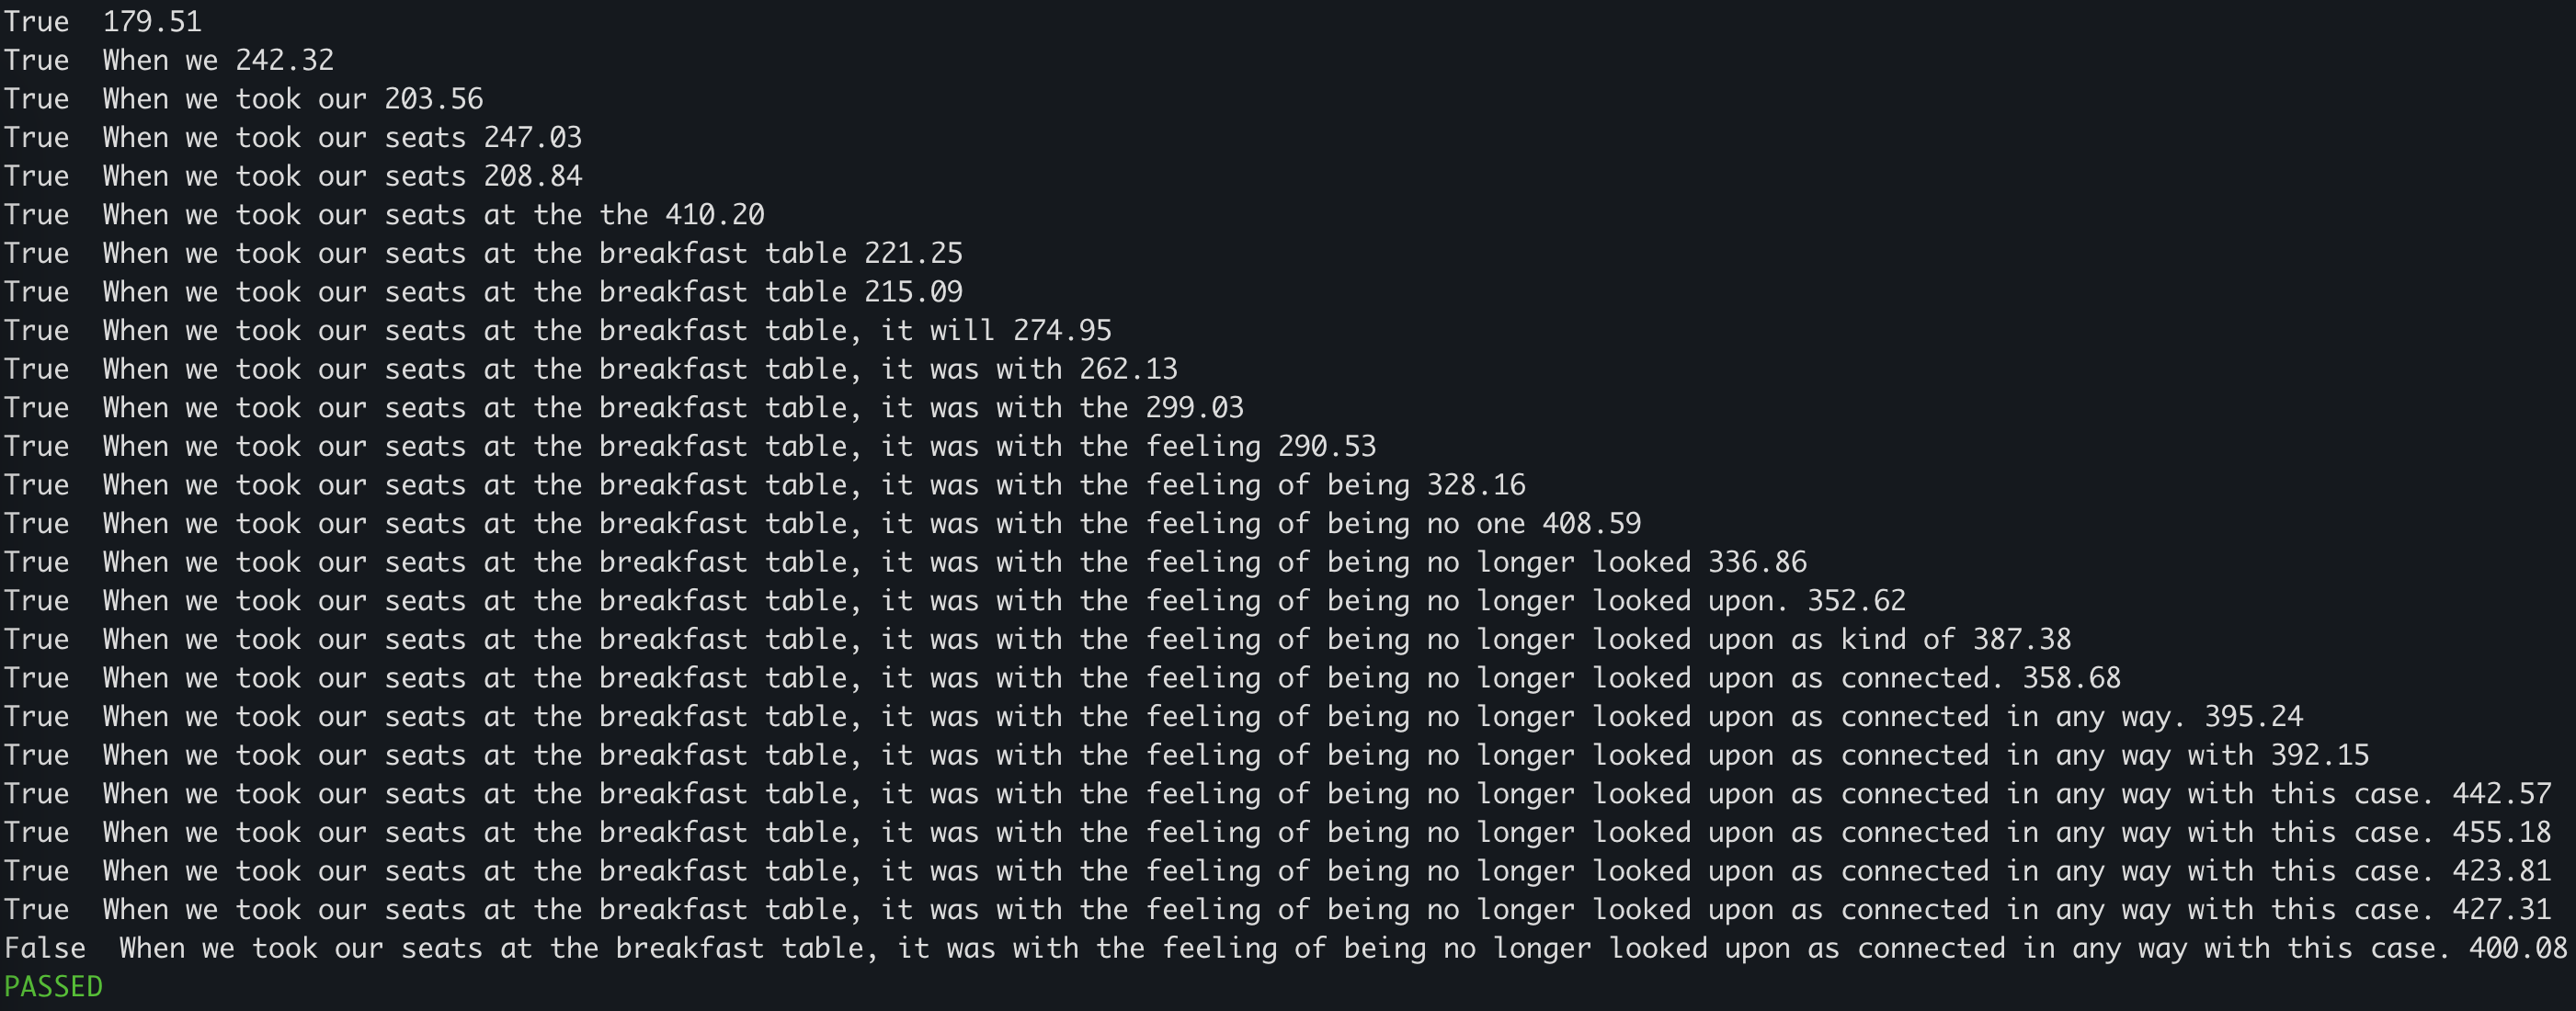 True  179.51
True  When we 242.32
True  When we took our 203.56
True  When we took our seats 247.03
True  When we took our seats 208.84
True  When we took our seats at the the 410.20
True  When we took our seats at the breakfast table 221.25
True  When we took our seats at the breakfast table 215.09
True  When we took our seats at the breakfast table, it will 274.95
True  When we took our seats at the breakfast table, it was with 262.13
True  When we took our seats at the breakfast table, it was with the 299.03
True  When we took our seats at the breakfast table, it was with the feeling 290.53
True  When we took our seats at the breakfast table, it was with the feeling of being 328.16
True  When we took our seats at the breakfast table, it was with the feeling of being no one 408.59
True  When we took our seats at the breakfast table, it was with the feeling of being no longer looked 336.86
True  When we took our seats at the breakfast table, it was with the feeling of being no longer looked upon. 352.62
True  When we took our seats at the breakfast table, it was with the feeling of being no longer looked upon as kind of 387.38
True  When we took our seats at the breakfast table, it was with the feeling of being no longer looked upon as connected. 358.68
True  When we took our seats at the breakfast table, it was with the feeling of being no longer looked upon as connected in any way. 395.24
True  When we took our seats at the breakfast table, it was with the feeling of being no longer looked upon as connected in any way with 392.15
True  When we took our seats at the breakfast table, it was with the feeling of being no longer looked upon as connected in any way with this case. 442.57
True  When we took our seats at the breakfast table, it was with the feeling of being no longer looked upon as connected in any way with this case. 455.18
True  When we took our seats at the breakfast table, it was with the feeling of being no longer looked upon as connected in any way with this case. 423.81
True  When we took our seats at the breakfast table, it was with the feeling of being no longer looked upon as connected in any way with this case. 427.31
False  When we took our seats at the breakfast table, it was with the feeling of being no longer looked upon as connected in any way with this case. 400.08
PASSED